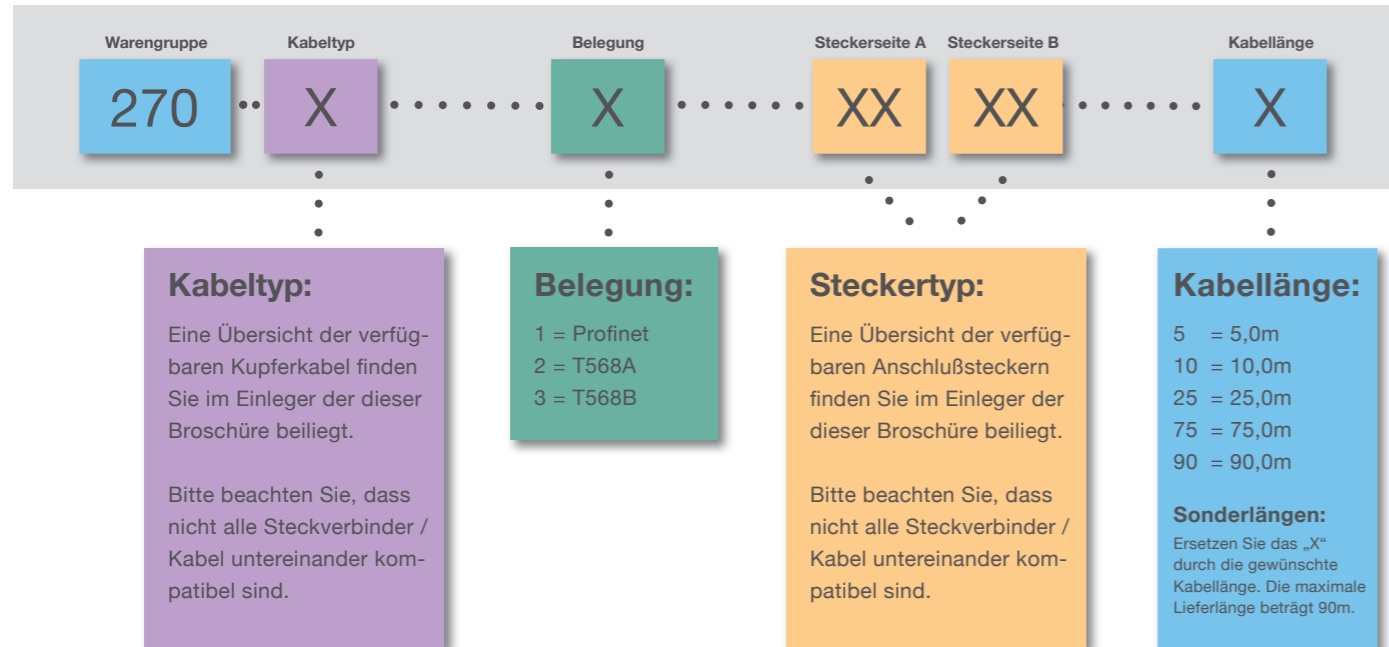 Warengruppe Kabeltyp Belegung Steckerseite A Steckerseite B Kabellänge
270 X X XX XX X
Kabeltyp:
Eine Übersicht der verfüg-
baren Kupferkabel finden
Sie im Einleger der dieser
Broschüre beiliegt.
Bitte beachten Sie, dass
nicht alle Steckverbinder /
Kabel untereinander kom-
patibel sind.
Belegung:
1 = Profinet
2 = T568A
3 = T568B
Steckertyp:
Eine Übersicht der verfüg-
baren Anschlußsteckern
finden Sie im Einleger der
dieser Broschüre beiliegt.
Bitte beachten Sie, dass
nicht alle Steckverbinder /
Kabel untereinander kom-
patibel sind.
Kabellänge:
5 = 5,0m
10 = 10,0m
25 = 25,0m
75 = 75,0m
90 = 90,0m
Sonderlängen:
Ersetzen Sie das „X“
durch die gewünschte
Kabellänge. Die maximale
Lieferlänge beträgt 90m.